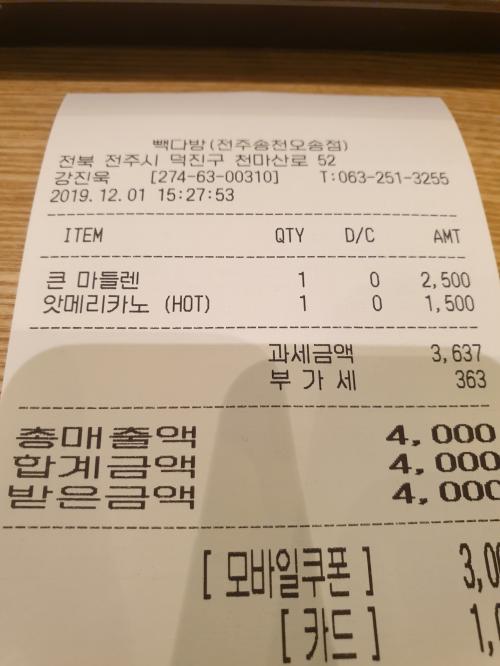 빽다방(전주송천오송점)
전북 전주시 덕진구 천마산로 52
강진욱 [274-63-00310] T:063-251-3255
2019.12.01 15:27:53
ITEM QTY D/C AMT
큰 마들렌 1 0 2,500
앗메리카노 (HOT) 1 0 1,500
과세금액 3,637
부 가 세 363
총매출액 4,000
합계금액 4,000
받은금액 4,000
[ 모바일쿠폰 ]
[ 카드 ]